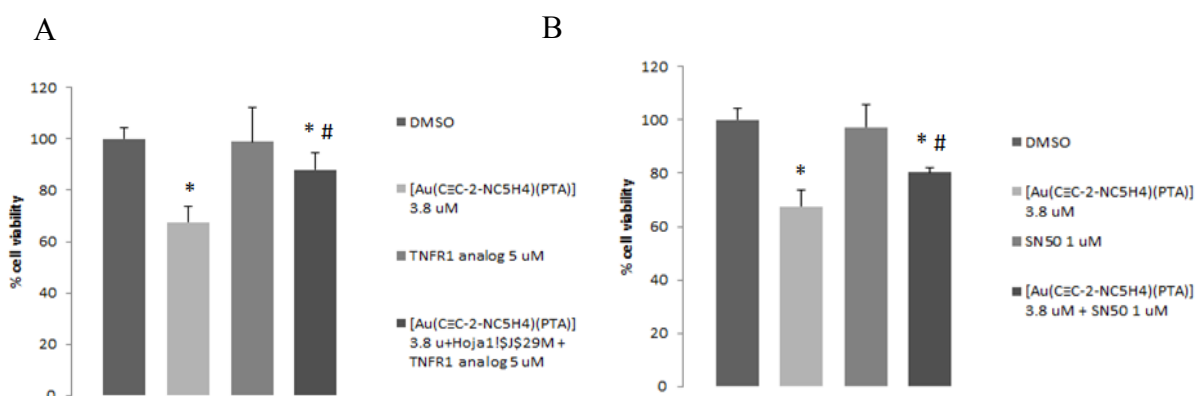 A
120
100
80
60
40
20
0
% cell viability
*
* #
DMSO
[Au(C≡C-2-NC5H4)(PTA)]
3.8 uM
TNFR1 analog 5 uM
[Au(C≡C-2-NC5H4)(PTA)]
3.8 u+Hoja1!$J$29M +
TNFR1 analog 5 uM
B
120
100
80
60
40
20
0
% cell viability
*
* #
DMSO
[Au(C≡C-2-NC5H4)(PTA)]
3.8 uM
SN50 1 uM
[Au(C≡C-2-NC5H4)(PTA)]
3.8 uM + SN50 1 uM